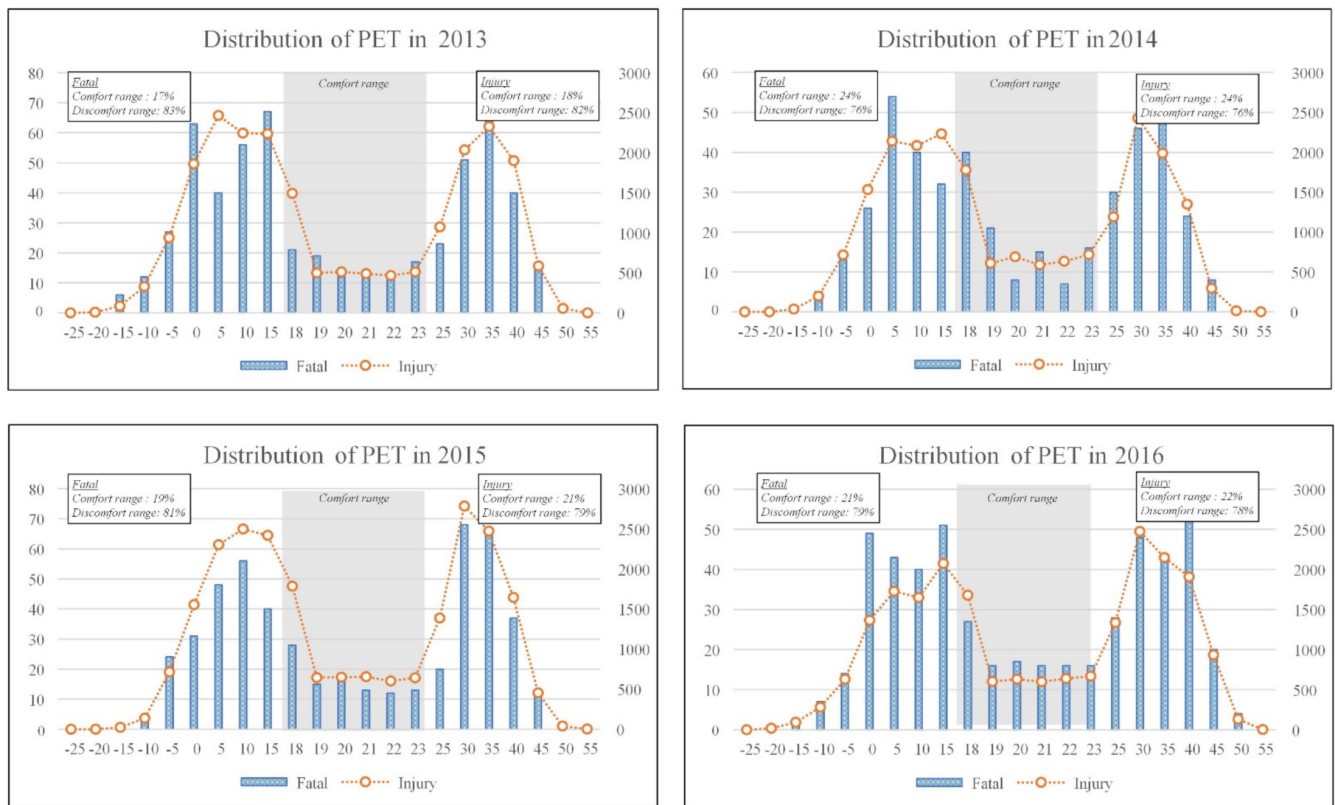 Distribution of PET in 2013
Fatal
Comfort range : 17%
Discomfort range: 83%
Comfort range
Injury
Comfort range : 18%
Discomfort range: 82%
80
70
60
50
40
30
20
10
0
3000
2500
2000
1500
1000
500
0
-25 -20 -15 -10 -5 0 5 10 15 18 19 20 21 22 23 25 30 35 40 45 50 55
Fatal Injury
Distribution of PET in 2014
Fatal
Comfort range : 24%
Discomfort range: 76%
Comfort range
Injury
Comfort range : 24%
Discomfort range: 76%
60
50
40
30
20
10
0
3000
2500
2000
1500
1000
500
0
-25 -20 -15 -10 -5 0 5 10 15 18 19 20 21 22 23 25 30 35 40 45 50 55
Fatal Injury
Distribution of PET in 2015
Fatal
Comfort range : 19%
Discomfort range: 81%
Comfort range
Injury
Comfort range : 21%
Discomfort range: 79%
80
70
60
50
40
30
20
10
0
3000
2500
2000
1500
1000
500
0
-25 -20 -15 -10 -5 0 5 10 15 18 19 20 21 22 23 25 30 35 40 45 50 55
Fatal Injury
Distribution of PET in 2016
Fatal
Comfort range : 21%
Discomfort range: 79%
Comfort range
Injury
Comfort range : 22%
Discomfort range: 78%
60
50
40
30
20
10
0
3000
2500
2000
1500
1000
500
0
-25 -20 -15 -10 -5 0 5 10 15 18 19 20 21 22 23 25 30 35 40 45 50 55
Fatal Injury